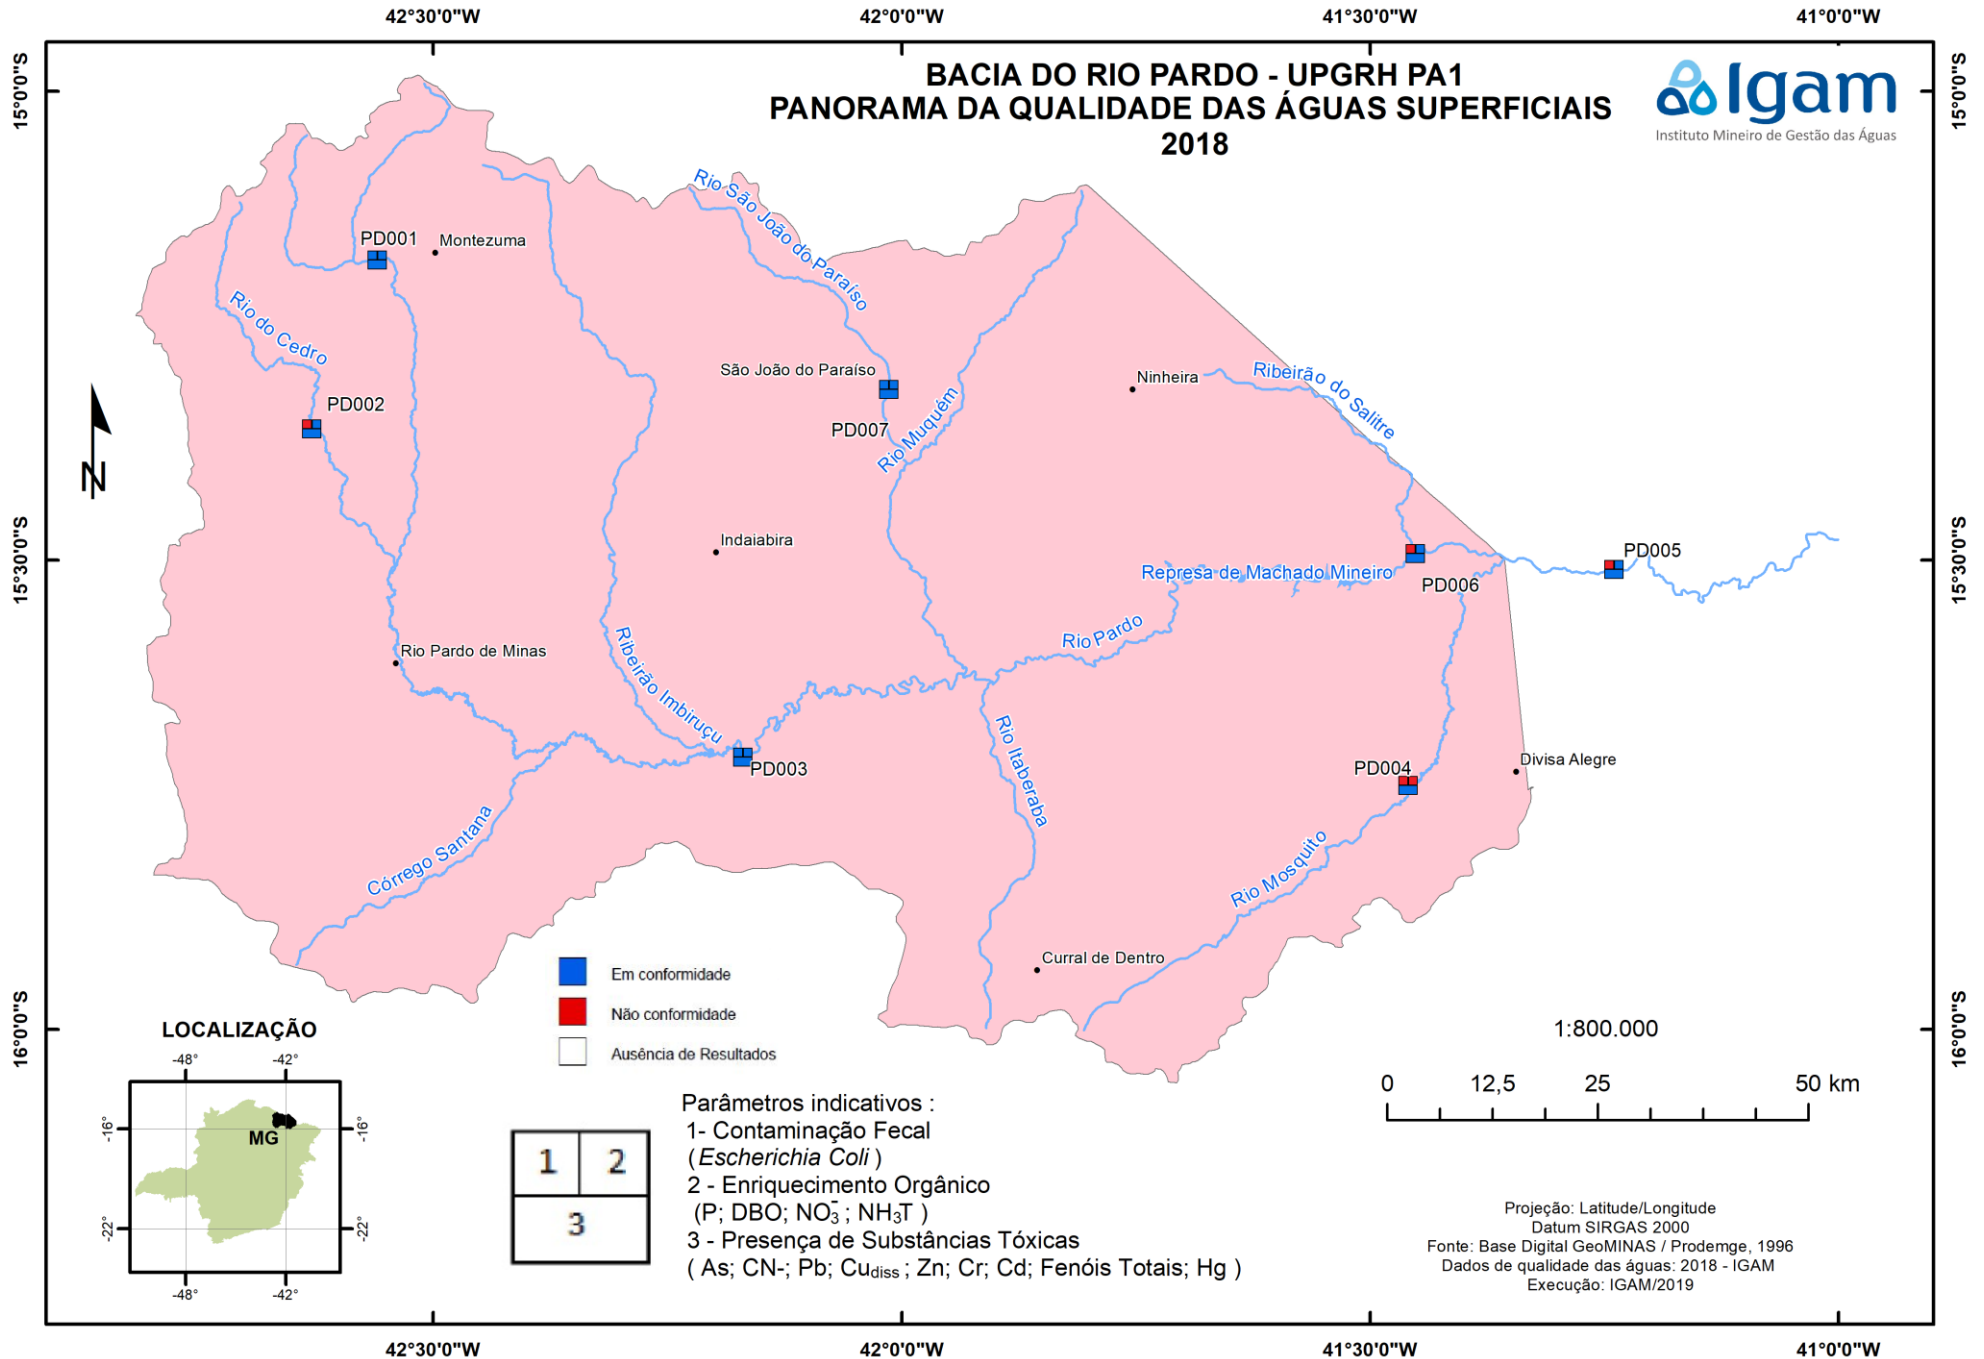 42°30'0"W
42°0'0"W
41°30'0"W
41°0'0"W
15°0'0"S
15°0'0"S
BACIA DO RIO PARDO - UPGRH PA1
PANORAMA DA QUALIDADE DAS ÁGUAS SUPERFICIAIS
2018
Igam
Instituto Mineiro de Gestão das Águas
Rio São João do Paraíso
PD001
Montezuma
Rio do Cedro
São João do Paraíso
Ninheira
Ribeirão do Salitre
PD002
PD007
Rio Muquém
N
15°30'0"S
15°30'0"S
Indaiabira
PD005
Represa de Machado Mineiro
PD006
Rio Pardo
Rio Pardo de Minas
Ribeirão Imbiruçu
Rio Itaberaba
PD003
PD004
Divisa Alegre
Córrego Santana
Rio Mosquito
Curral de Dentro
Em conformidade
Não conformidade
Ausência de Resultados
16°0'0"S
16°0'0"S
LOCALIZAÇÃO
-48°
-42°
-16°
-16°
MG
-22°
-22°
-48°
-42°
1:800.000
0 12,5 25 50 km
1 2
3
Parâmetros indicativos :
1- Contaminação Fecal
(Escherichia Coli )
2 - Enriquecimento Orgânico
(P; DBO; NO₃⁻ ; NH₃T )
3 - Presença de Substâncias Tóxicas
( As; CN-; Pb; Cudiss ; Zn; Cr; Cd; Fenóis Totais; Hg )
Projeção: Latitude/Longitude
Datum SIRGAS 2000
Fonte: Base Digital GeoMINAS / Prodemge, 1996
Dados de qualidade das águas: 2018 - IGAM
Execução: IGAM/2019
42°30'0"W
42°0'0"W
41°30'0"W
41°0'0"W